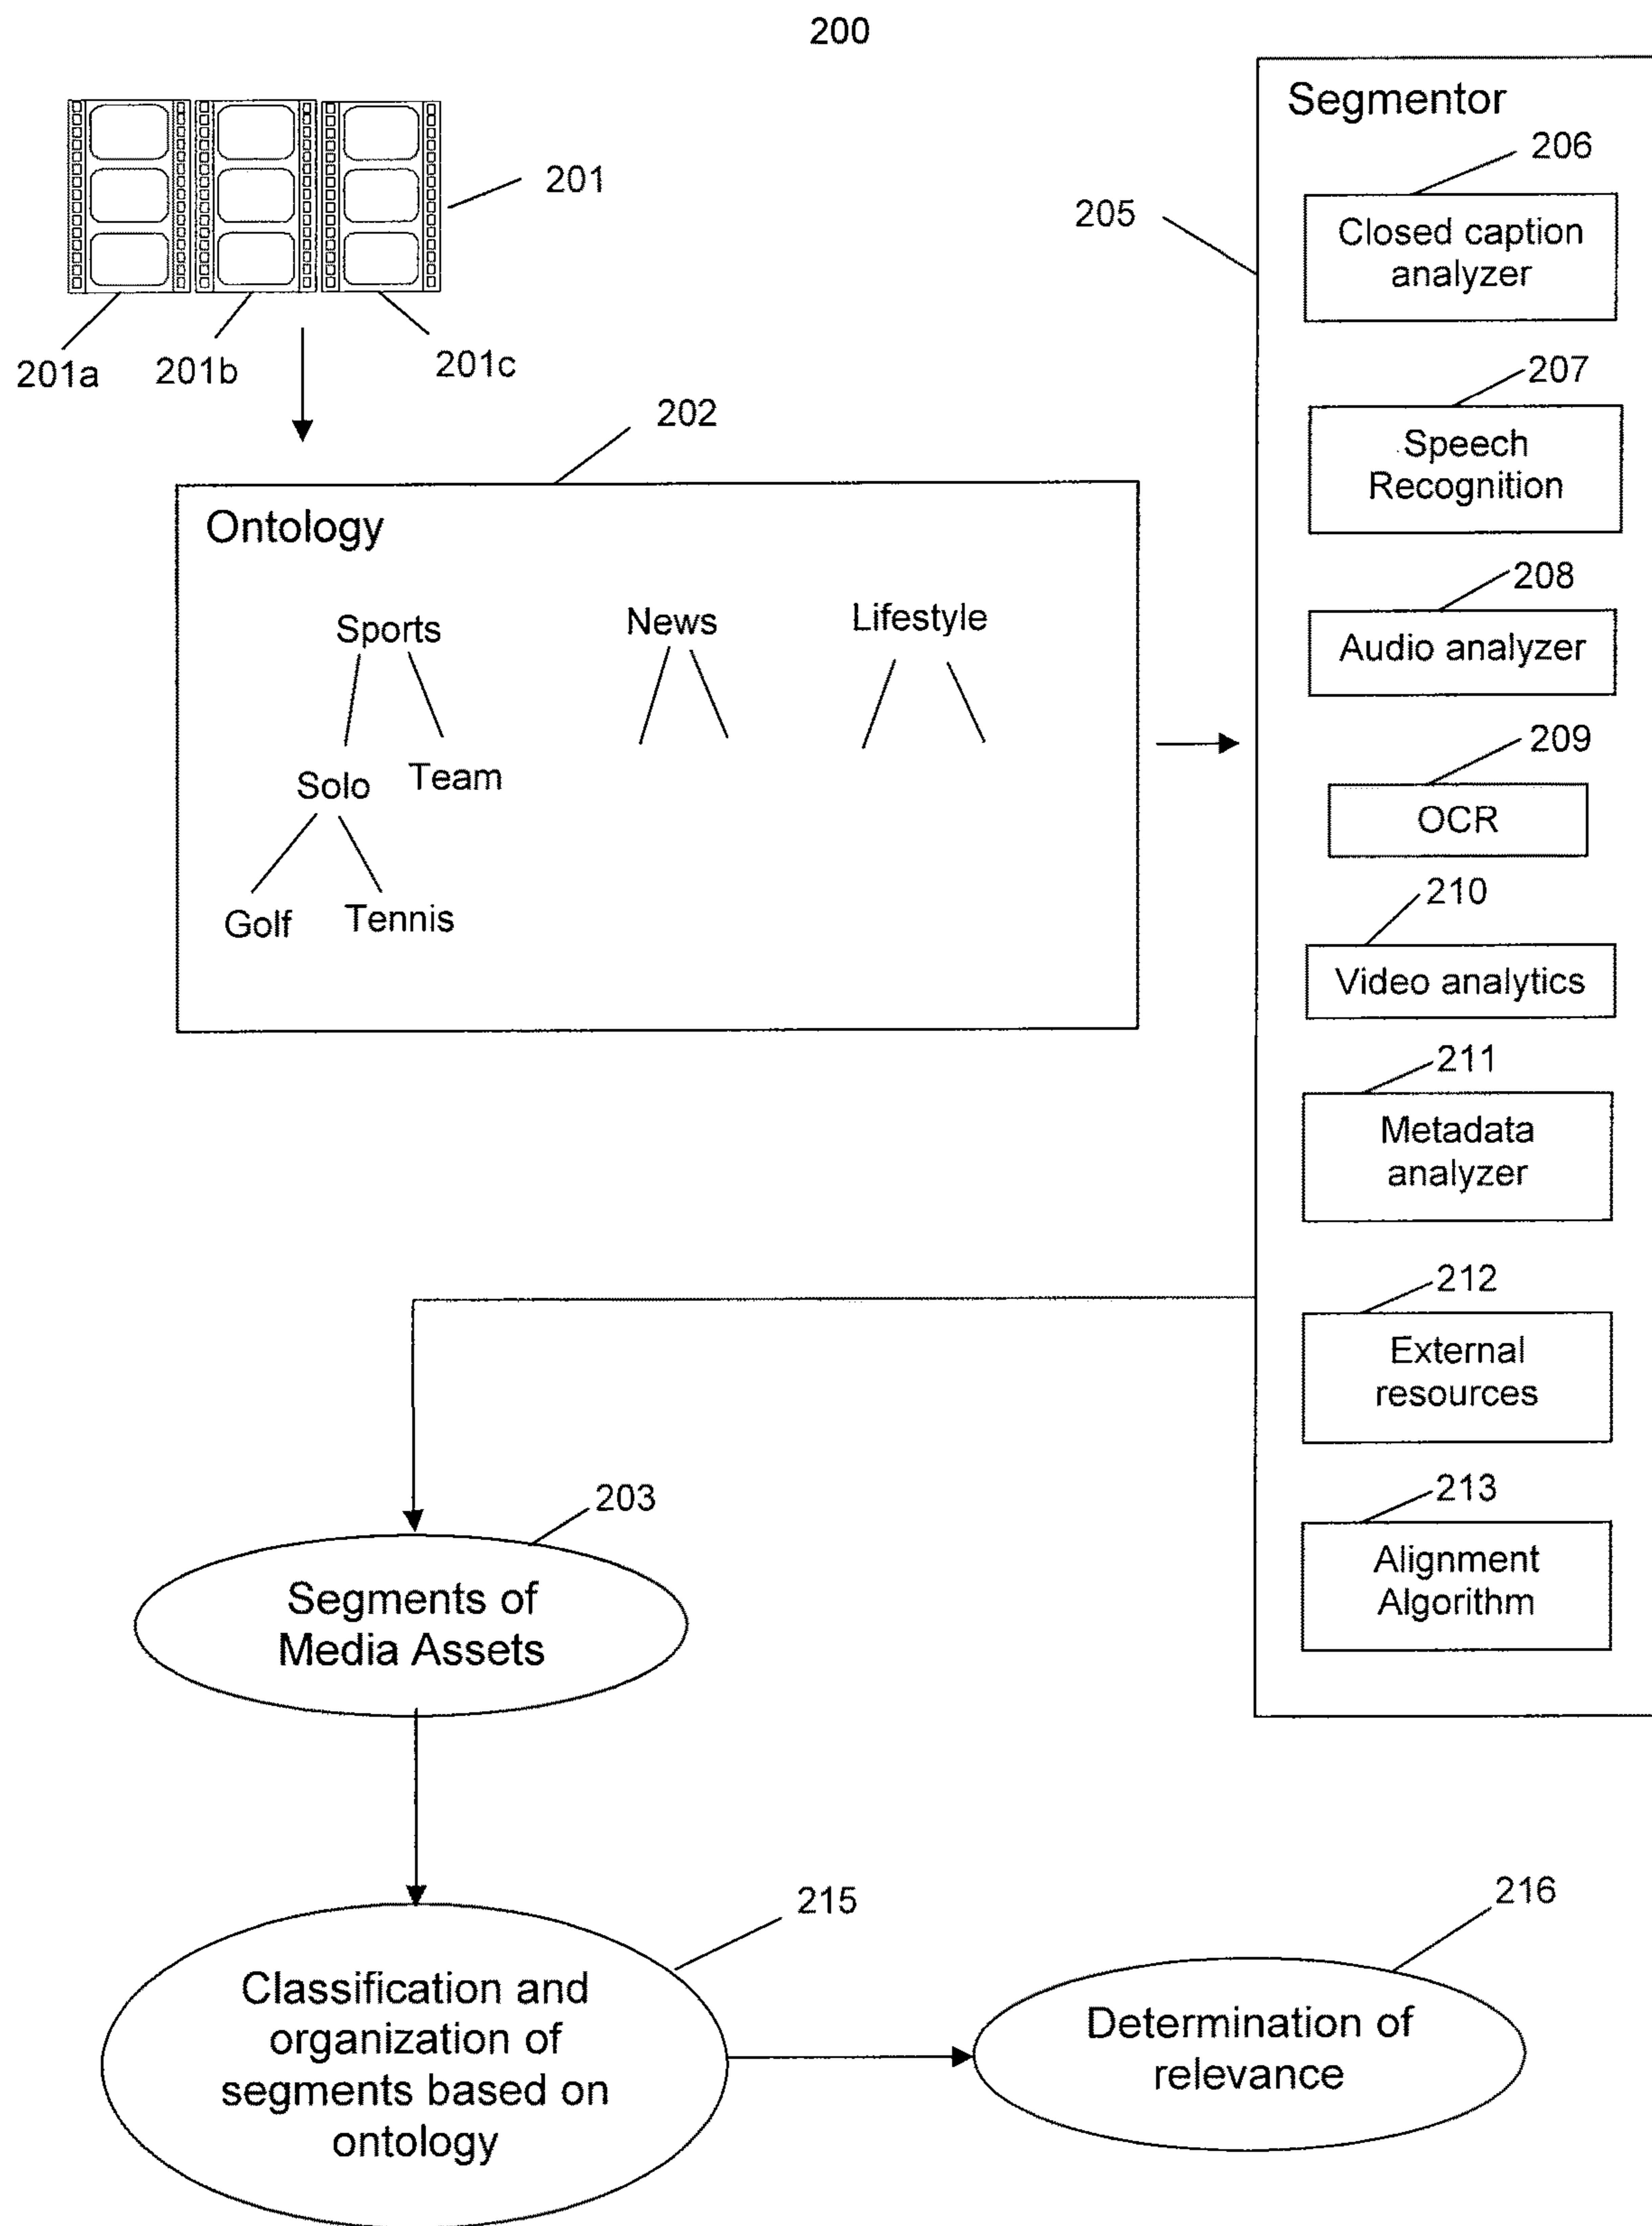 200
201
201a
201b
201c
202
Ontology
Sports
News
Lifestyle
Solo
Team
Golf
Tennis
205
Segmentor
206
Closed caption
analyzer
207
Speech
Recognition
208
Audio analyzer
209
OCR
210
Video analytics
211
Metadata
analyzer
212
External
resources
213
Alignment
Algorithm
203
Segments of
Media Assets
215
Classification and
organization of
segments based on
ontology
216
Determination of
relevance